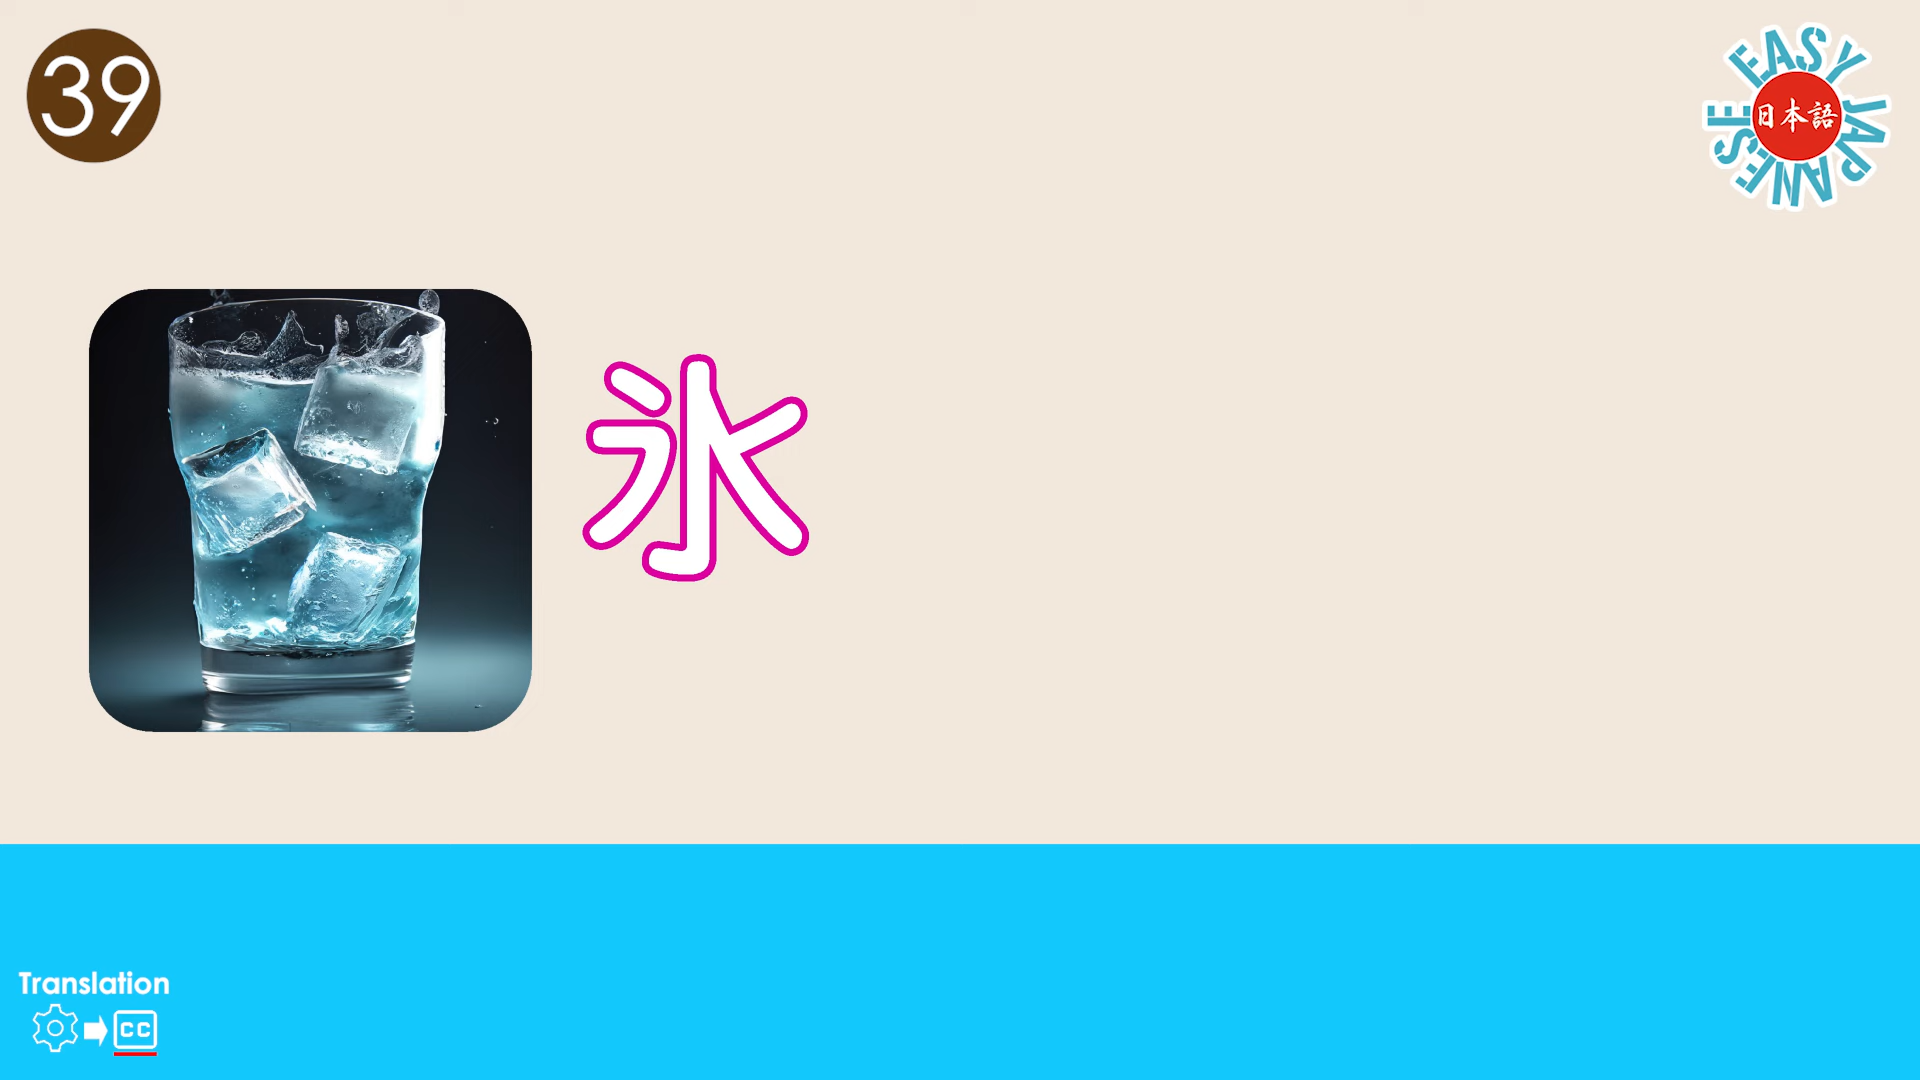 39
EASY JAPANESE
日本語
氷
Translation
CC